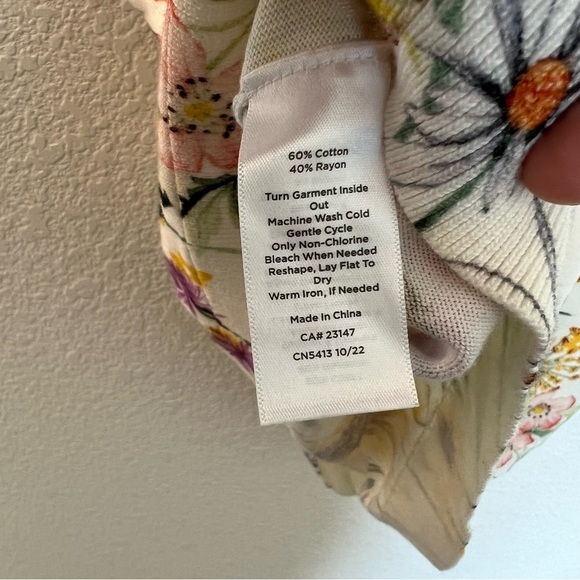 60% Cotton
40% Rayon
Turn Garment Inside
Out
Machine Wash Cold
Gentle Cycle
Only Non-Chlorine
Bleach When Needed
Reshape, Lay Flat To
Dry
Warm Iron, If Needed
Made In China
CA# 23147
CN5413 10/22